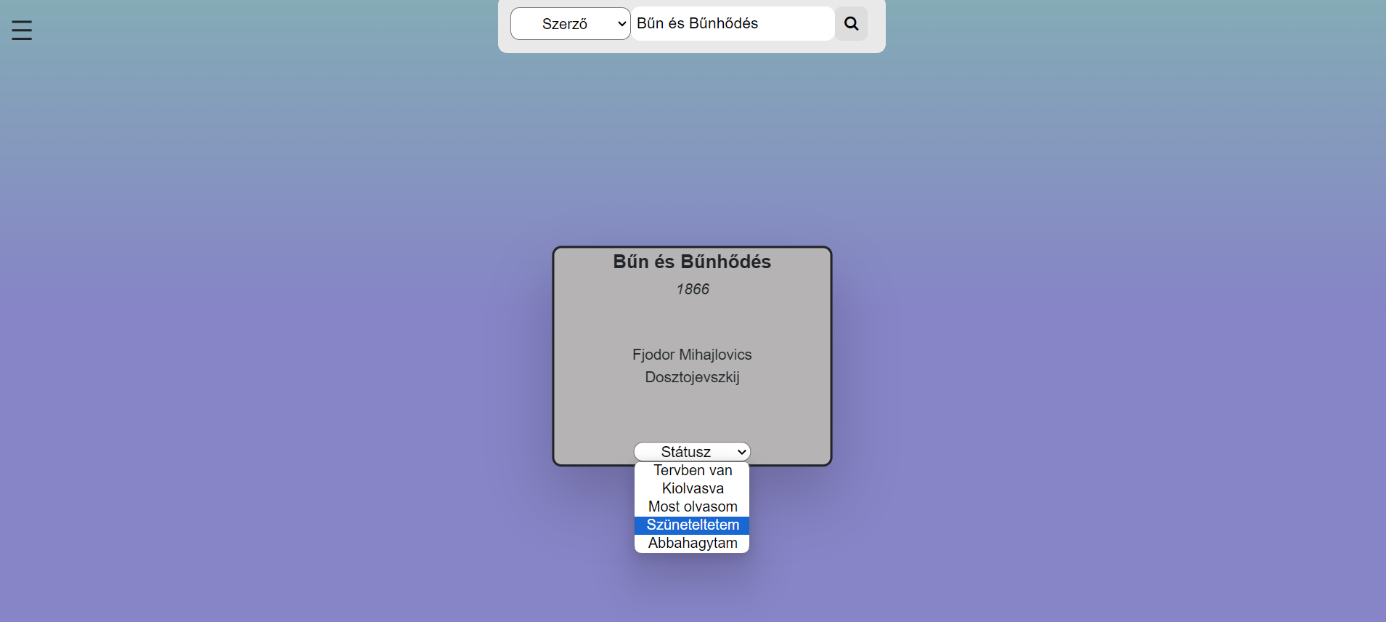 Szerző
Bűn és Bűnhődés
Bűn és Bűnhődés
1866
Fjodor Mihajlovics
Dosztojevszkij
Státusz
Tervben van
Kiolvasva
Most olvasom
Szüneteltetem
Abbahagytam